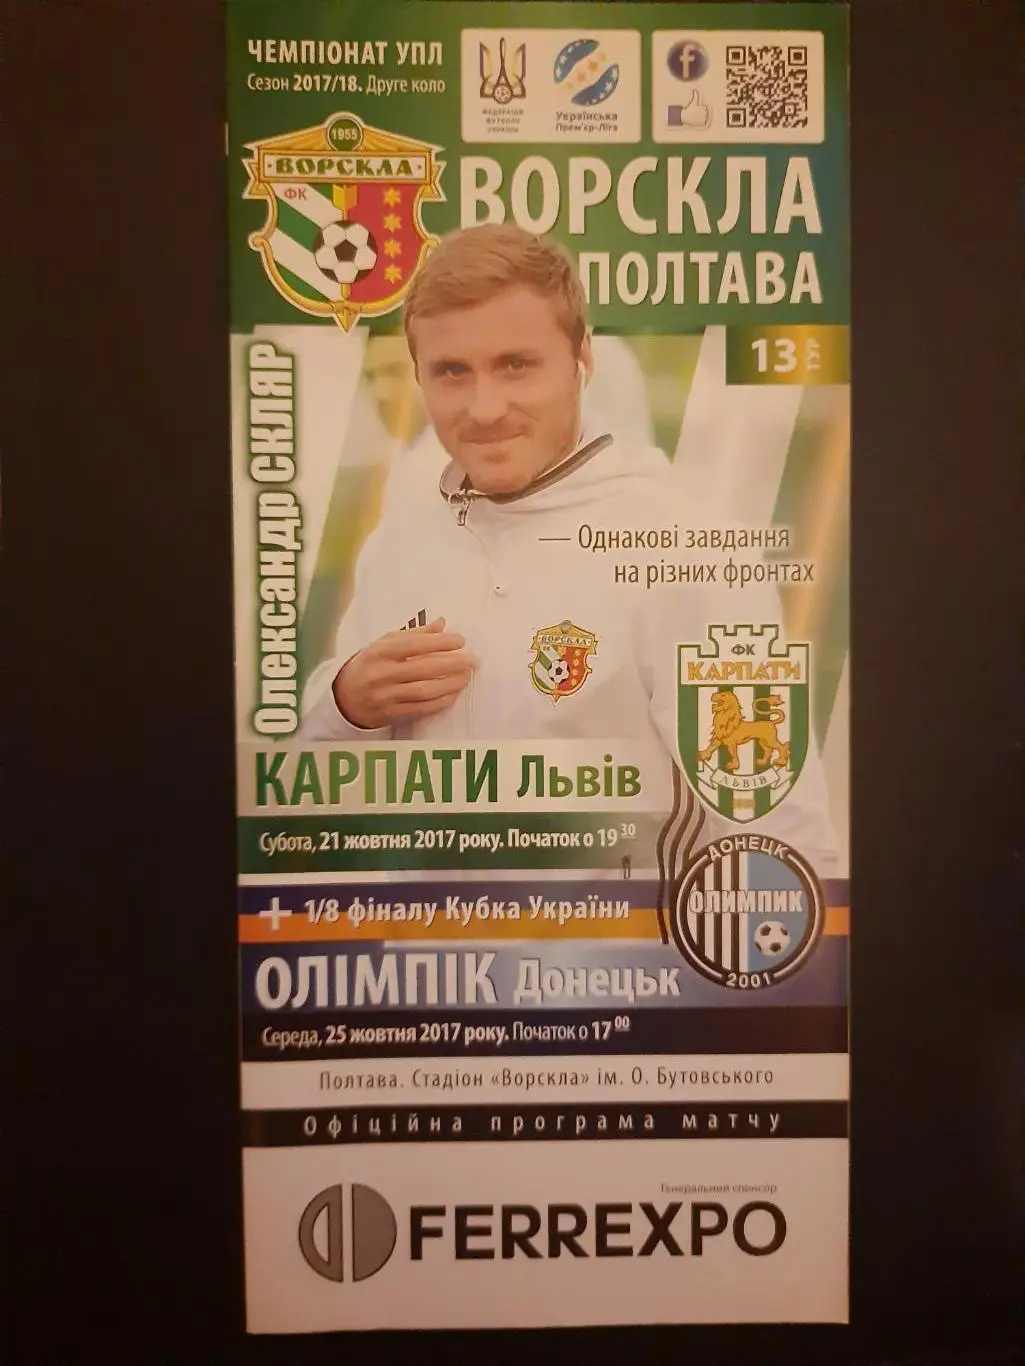 ЧЕМПІОНАТ УПЛ
Сезон 2017/18. Друге коло
ФЕДЕРАЦІЯ
ФУТБОЛУ
УКРАЇНИ
Українська
Прем'єр-Ліга
1955
ВОРСКЛА
ФК
ВОРСКЛА
ПОЛТАВА
13 ТУР
Олександр СКЛЯР
— Однакові завдання
на різних фронтах
ВОРСКЛА
ФК
КАРПАТИ
ЛЬВІВ
КАРПАТИ Львів
Субота, 21 жовтня 2017 року. Початок о 19 30
ДОНЕЦК
ОЛИМПИК
2001
+ 1/8 фіналу Кубка України
ОЛІМПІК Донецьк
Середа, 25 жовтня 2017 року. Початок о 17 00
Полтава. Стадіон «Ворскла» ім. О. Бутовського
Офіційна програма матчу
Генеральний спонсор
FERREXPO